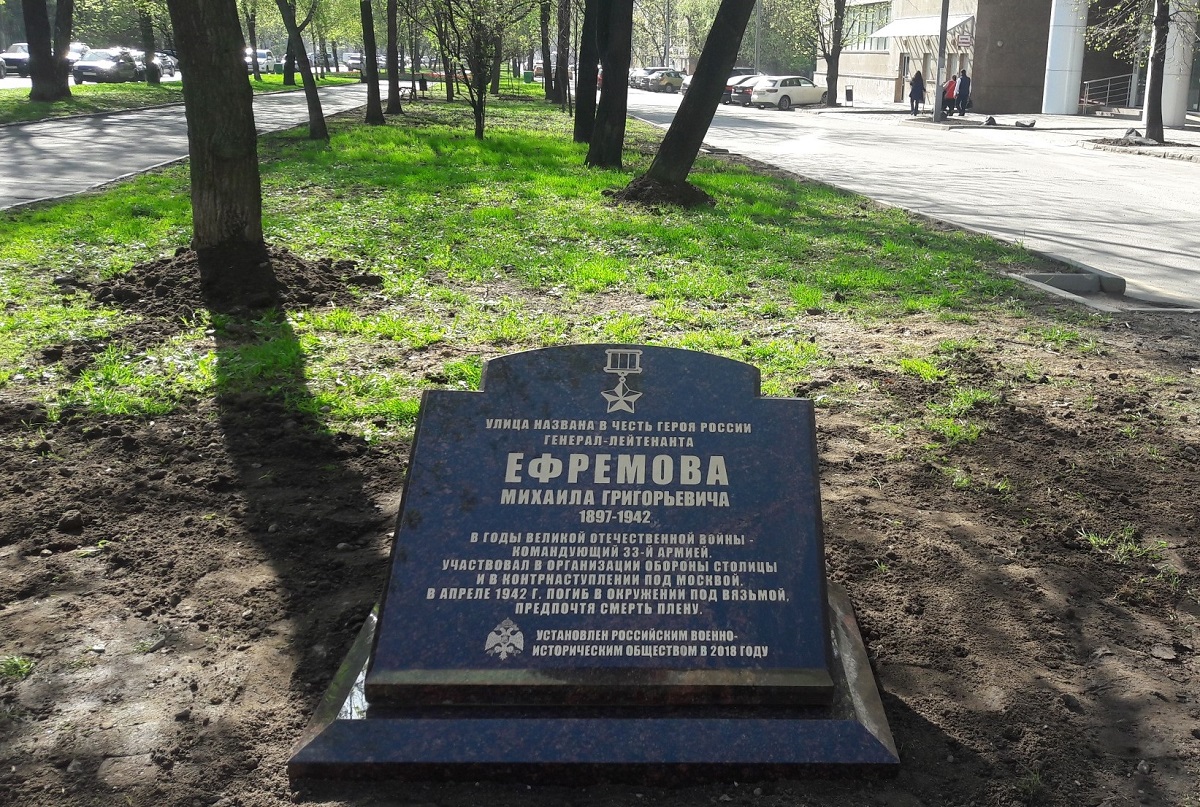 УЛИЦА НАЗВАНА В ЧЕСТЬ ГЕРОЯ РОССИИ
ГЕНЕРАЛ-ЛЕЙТЕНАНТА
ЕФРЕМОВА
МИХАИЛА ГРИГОРЬЕВИЧА
1897-1942
В ГОДЫ ВЕЛИКОЙ ОТЕЧЕСТВЕННОЙ ВОЙНЫ -
КОМАНДУЮЩИЙ 33-Й АРМИЕЙ.
УЧАСТВОВАЛ В ОРГАНИЗАЦИИ ОБОРОНЫ СТОЛИЦЫ
И В КОНТРНАСТУПЛЕНИИ ПОД МОСКВОЙ.
В АПРЕЛЕ 1942 Г. ПОГИБ В ОКРУЖЕНИИ ПОД ВЯЗЬМОЙ,
ПРЕДПОЧТЯ СМЕРТЬ ПЛЕНУ.
УСТАНОВЛЕН РОССИЙСКИМ ВОЕННО-
ИСТОРИЧЕСКИМ ОБЩЕСТВОМ В 2018 ГОДУ